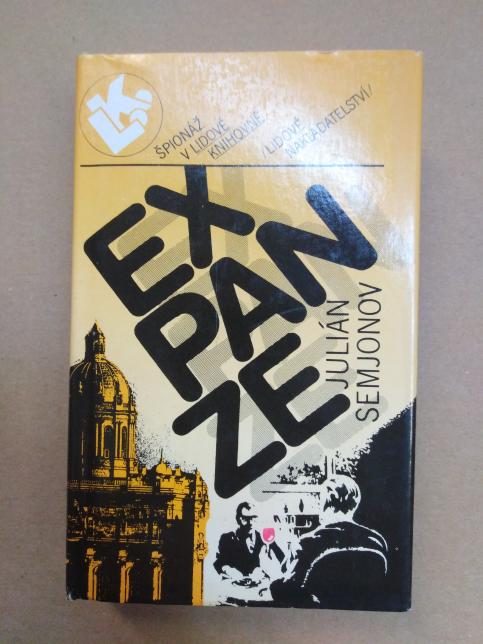 ŠPIONÁŽ
V LIDOVÉ
KNIHOVNĚ
/LIDOVÉ
NAKLADATELSTVÍ/
EX
PAN
ZE
JULIÁN
SEMJONOV